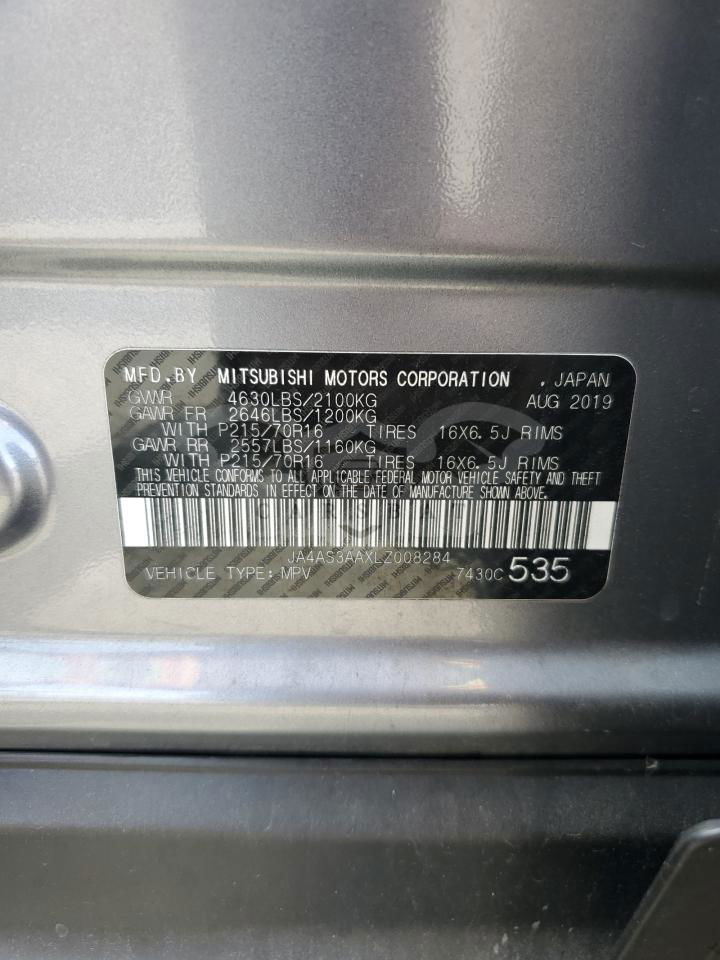 MFD.BY MITSUBISHI MOTORS CORPORATION , JAPAN
GVWR 4630LBS/2100KG AUG 2019
GAWR FR 2646LBS/1200KG
WITH P215/70R16 TIRES 16X6.5J RIMS
GAWR RR 2557LBS/1160KG
WITH P215/70R16 TIRES 16X6.5J RIMS
THIS VEHICLE CONFORMS TO ALL APPLICABLE FEDERAL MOTOR VEHICLE SAFETY AND THEFT
PREVENTION STANDARDS IN EFFECT ON THE DATE OF MANUFACTURE SHOWN ABOVE.
JA4AS3AAXLZ008284
VEHICLE TYPE: MPV 7430C 535